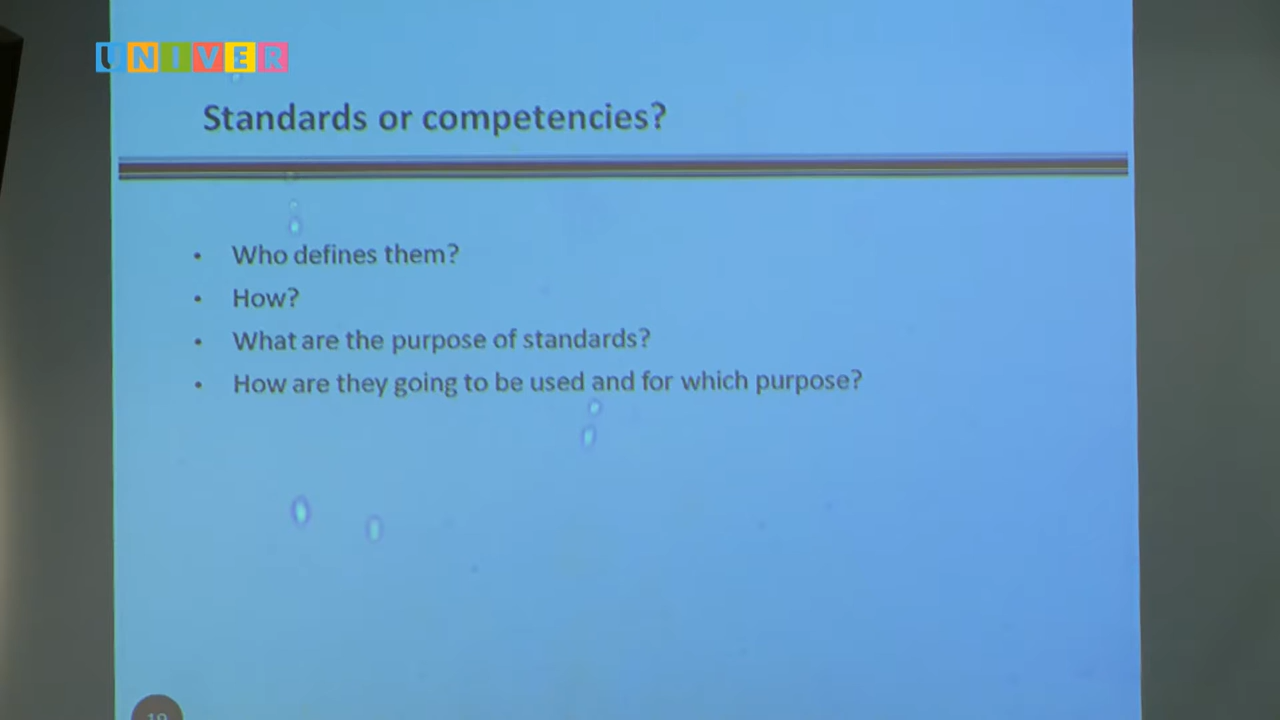 UNIVER
Standards or competencies?
• Who defines them?
• How?
• What are the purpose of standards?
• How are they going to be used and for which purpose?